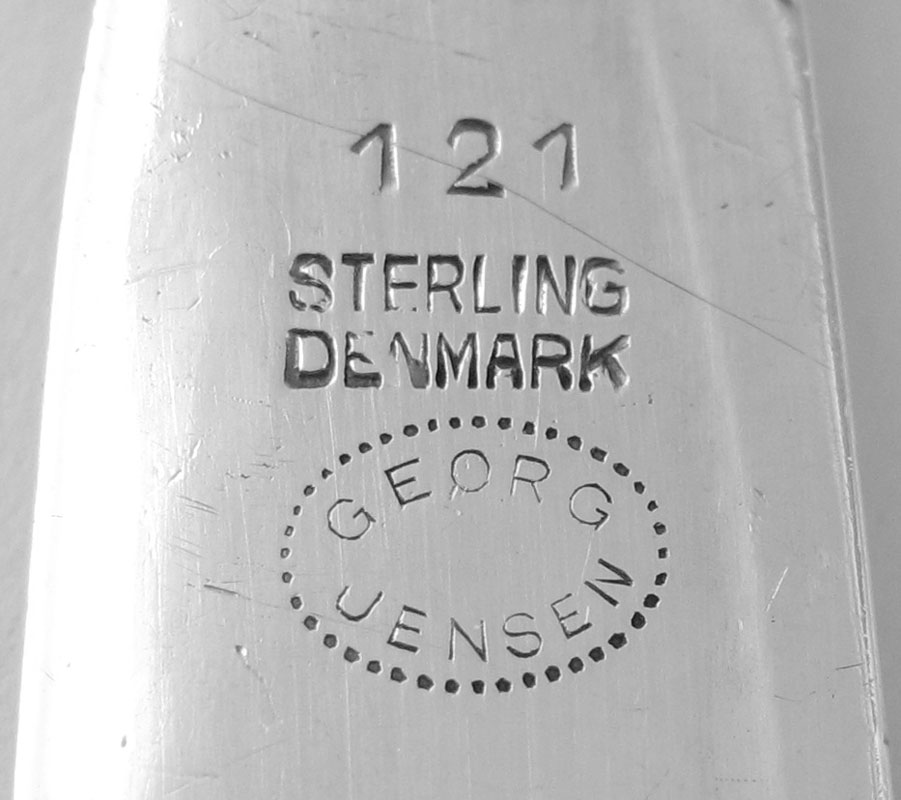 121
STERLING
DENMARK
GEORG
JENSEN